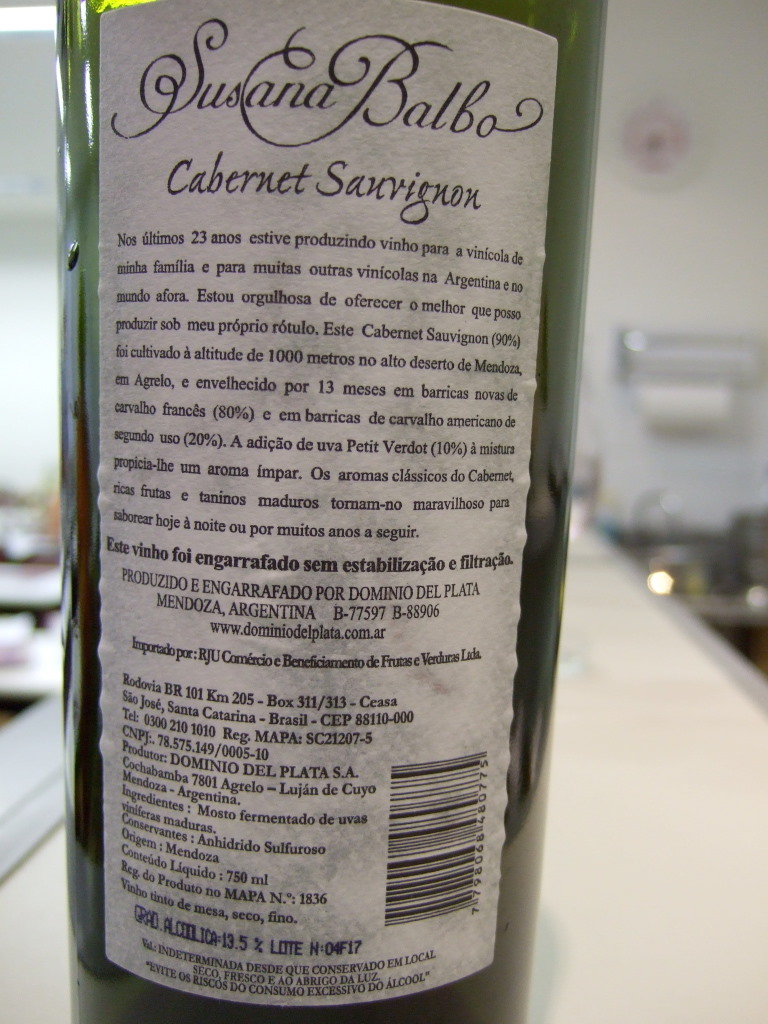 Susana Balbo
Cabernet Sauvignon
Nos últimos 23 anos estive produzindo vinho para a vinícola de
minha família e para muitas outras vinícolas na Argentina e no
mundo afora. Estou orgulhosa de oferecer o melhor que posso
produzir sob meu próprio rótulo. Este Cabernet Sauvignon (90%)
foi cultivado à altitude de 1000 metros no alto deserto de Mendoza,
em Agrelo, e envelhecido por 13 meses em barricas novas de
carvalho francês (80%) e em barricas de carvalho americano de
segundo uso (20%). A adição de uva Petit Verdot (10%) à mistura
propicia-lhe um aroma ímpar. Os aromas clássicos do Cabernet,
ricas frutas e taninos maduros tornam-no maravilhoso para
saborear hoje à noite ou por muitos anos a seguir.
Este vinho foi engarrafado sem estabilização e filtração.
PRODUZIDO E ENGARRAFADO POR DOMINIO DEL PLATA
MENDOZA, ARGENTINA B-77597 B-88906
www.dominiodelplata.com.ar
Importado por: RJU Comércio e Beneficiamento de Frutas e Verduras Ltda.
Rodovia BR 101 Km 205 - Box 311/313 - Ceasa
São José, Santa Catarina - Brasil - CEP 88110-000
Tel: 0300 210 1010 Reg. MAPA: SC21207-5
CNPJ:. 78.575.149/0005-10
Produtor: DOMINIO DEL PLATA S.A.
Cochabamba 7801 Agrelo – Luján de Cuyo
Mendoza - Argentina.
Ingredientes : Mosto fermentado de uvas
viníferas maduras.
Conservantes : Anhidrido Sulfuroso
Origem : Mendoza
Conteúdo Líquido : 750 ml
Reg. do Produto no MAPA N.º: 1836
Vinho tinto de mesa, seco, fino.
7 798068 480775
GRAD. ALCOOLICA:13.5 % LOTE N:04F17
Val.: INDETERMINADA DESDE QUE CONSERVADO EM LOCAL
SECO, FRESCO E AO ABRIGO DA LUZ.
"EVITE OS RISCOS DO CONSUMO EXCESSIVO DO ÁLCOOL"